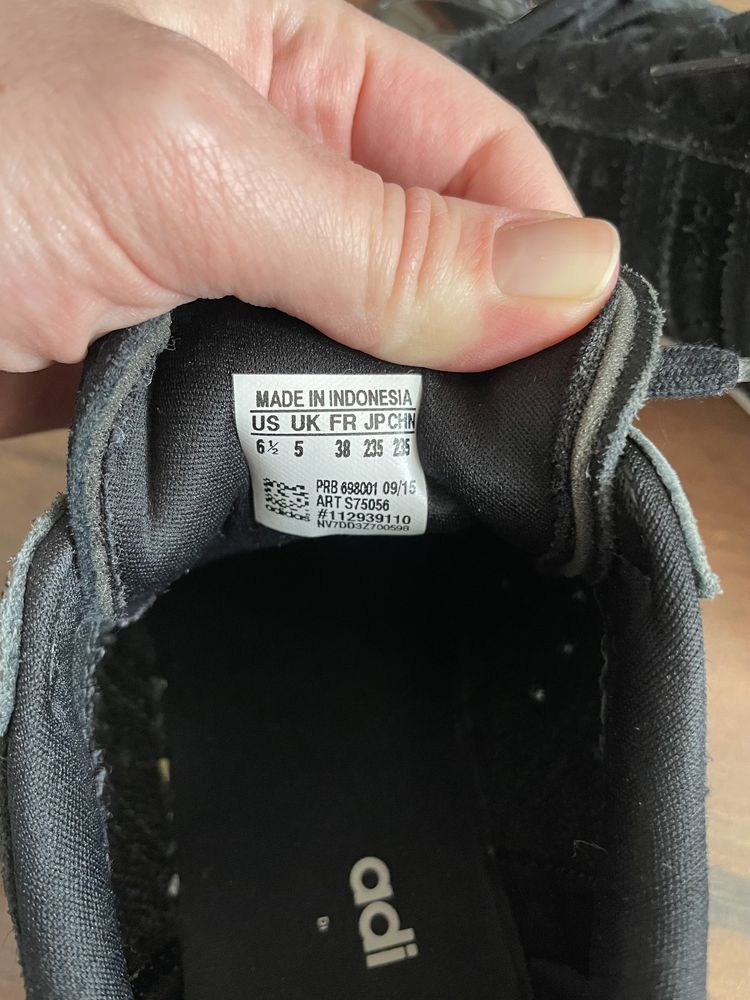 MADE IN INDONESIA
US UK FR JP CHN
6½ 5 38 235 235
PRB 698001 09/15
ART S75056
#112939110
NV7DD3Z700598
adi